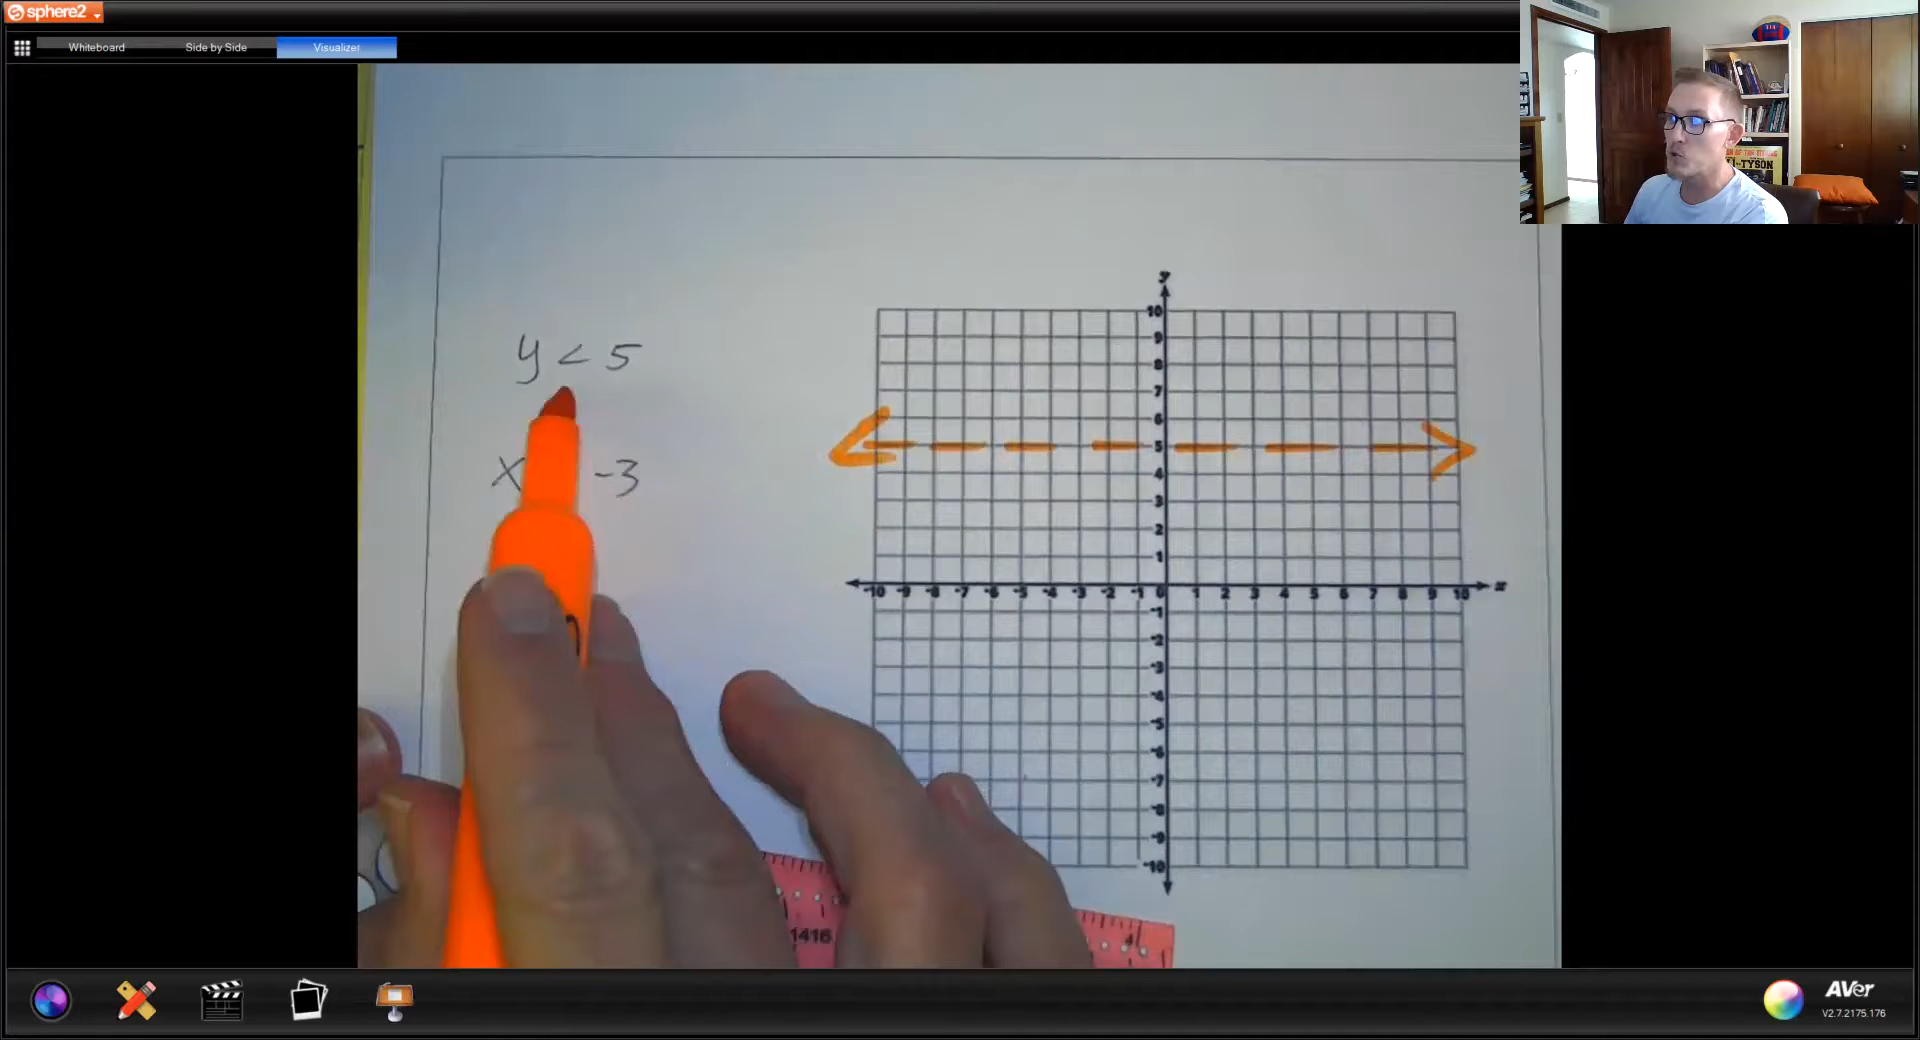 sphere2
Whiteboard Side by Side Visualizer
TYSON
y < 5
x -3
y
10
9
8
7
6
5
4
3
2
1
-10 -9 -8 -7 -6 -5 -4 -3 -2 -1 0 1 2 3 4 5 6 7 8 9 10 x
-1
-2
-3
-4
-5
-6
-7
-8
-9
-10
1416
4
AVer
V2.7.2175.176